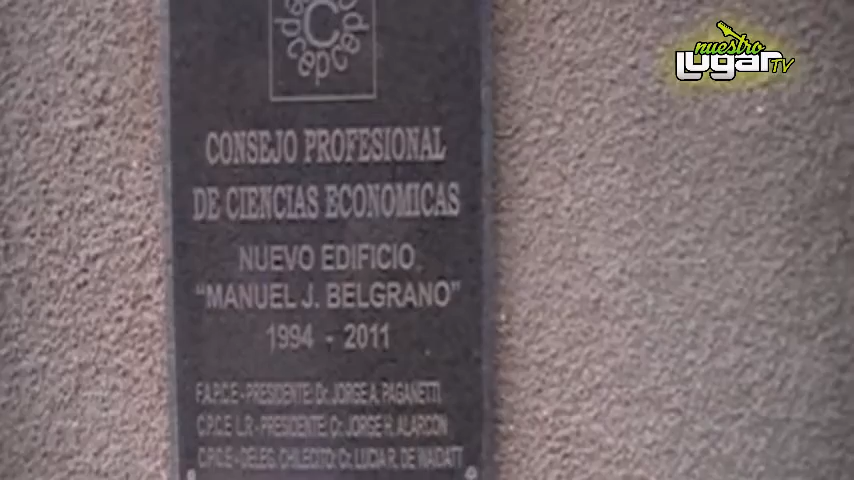 nuestro
LUGAR TV
CONSEJO PROFESIONAL
DE CIENCIAS ECONOMICAS
NUEVO EDIFICIO
"MANUEL J. BELGRANO"
1994 - 2011
F.A.P.C.E - PRESIDENTE: Dr. JORGE A. PAGANETTI
C.P.C.E L.R - PRESIDENTE: Cr. JORGE H. ALARCON
C.P.C.E - DELEG. CHILECITO: Cr. LUCIA R. DE